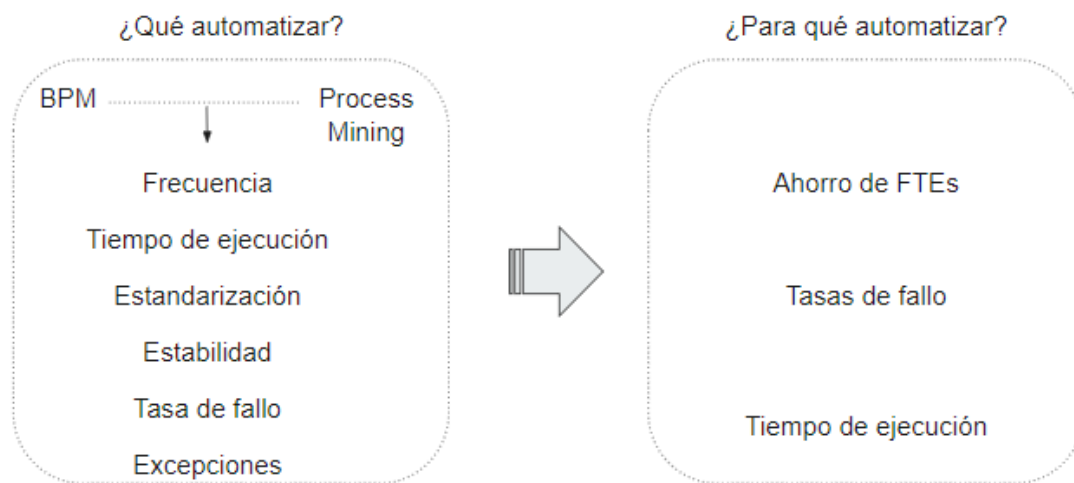 ¿Qué automatizar?
BPM
Process
Mining
Frecuencia
Tiempo de ejecución
Estandarización
Estabilidad
Tasa de fallo
Excepciones
¿Para qué automatizar?
Ahorro de FTEs
Tasas de fallo
Tiempo de ejecución